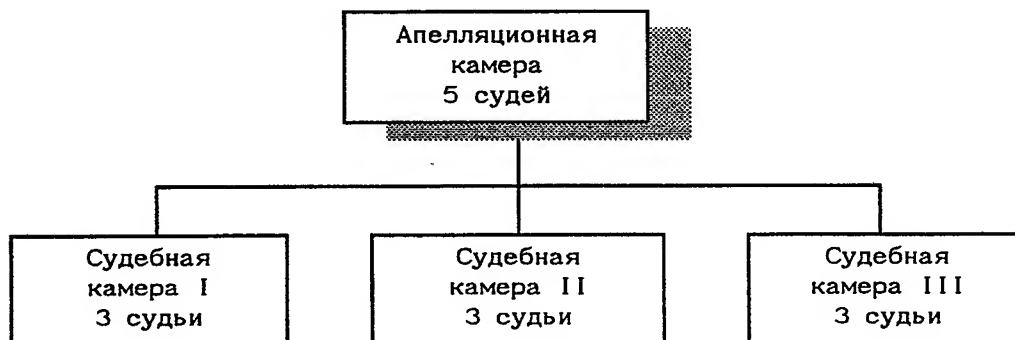 Апелляционная
камера
5 судей
Судебная
камера I
3 судьи
Судебная
камера II
3 судьи
Судебная
камера III
3 судьи